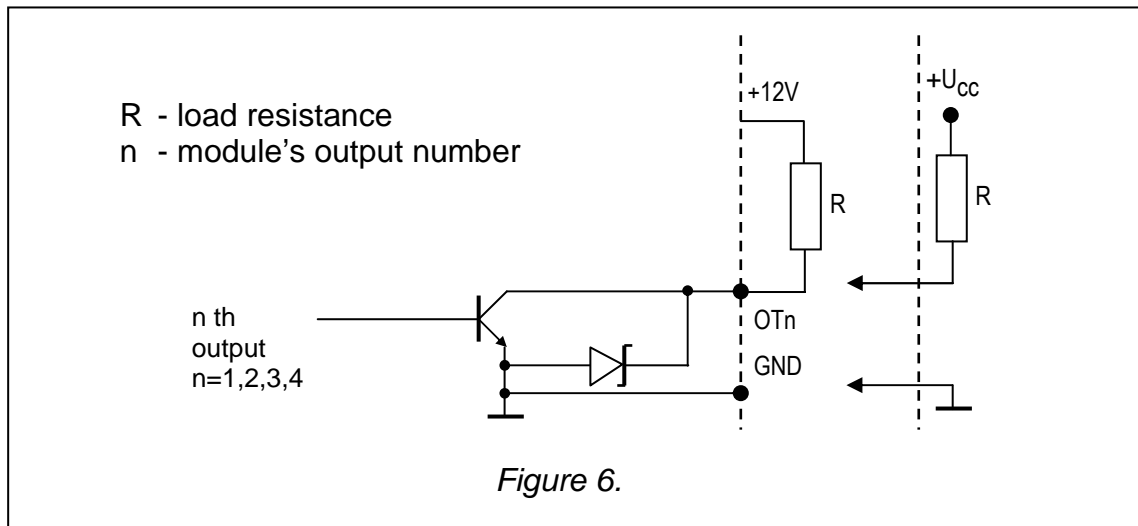 R - load resistance
n - module's output number
+12V
+Ucc
R
R
n th
output
n=1,2,3,4
OTn
GND
Figure 6.